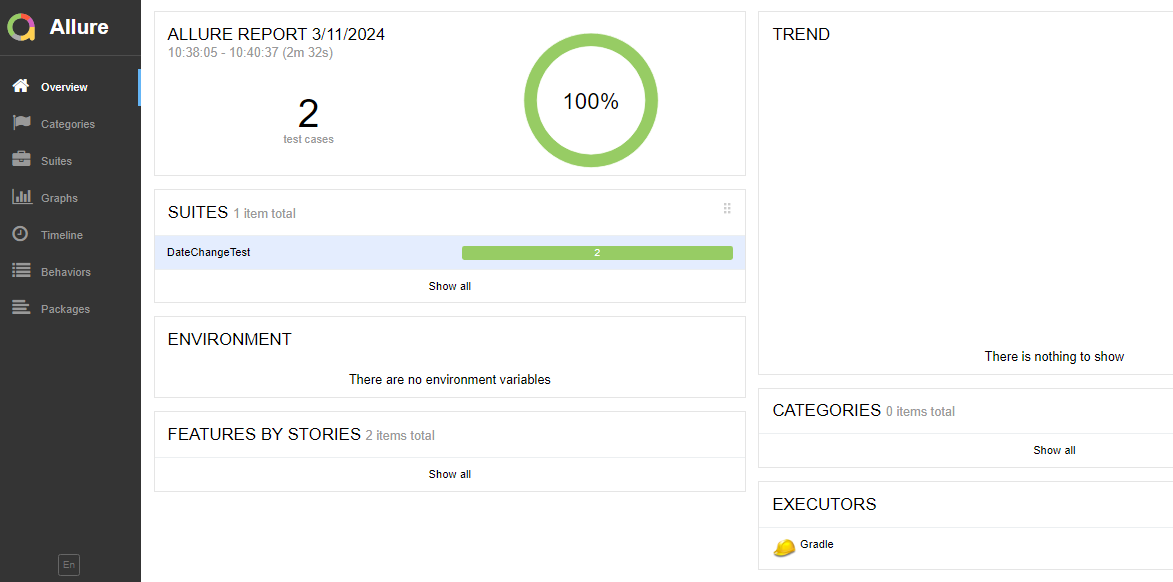 Allure
Overview
Categories
Suites
Graphs
Timeline
Behaviors
Packages
En
ALLURE REPORT 3/11/2024
10:38:05 - 10:40:37 (2m 32s)
2
test cases
100%
SUITES 1 item total
DateChangeTest 2
Show all
ENVIRONMENT
There are no environment variables
FEATURES BY STORIES 2 items total
Show all
TREND
There is nothing to show
CATEGORIES 0 items total
Show all
EXECUTORS
Gradle